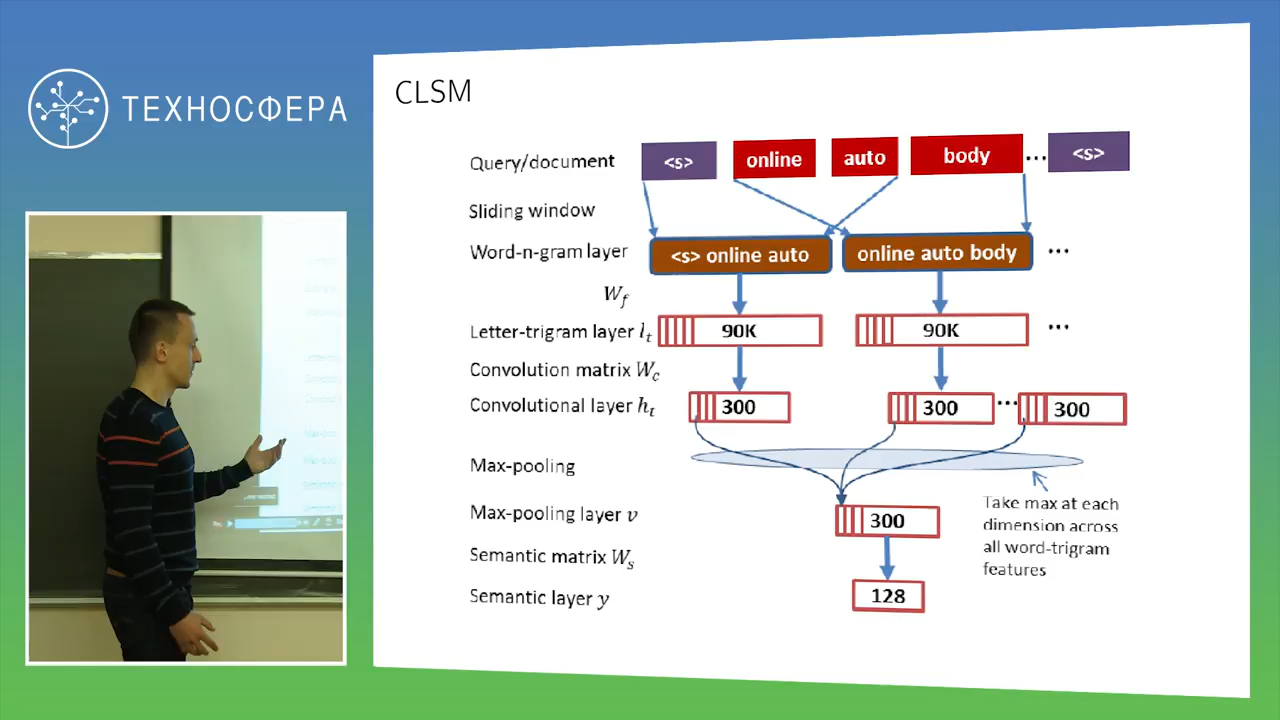 ТЕХНОСФЕРА
CLSM
Query/document
<s> online auto body ... <s>
Sliding window
Word-n-gram layer
<s> online auto online auto body ...
W_f
Letter-trigram layer l_t
90K 90K ...
Convolution matrix W_c
Convolutional layer h_t
300 300 ... 300
Max-pooling
Take max at each
dimension across
all word-trigram
features
Max-pooling layer v
300
Semantic matrix W_s
Semantic layer y
128